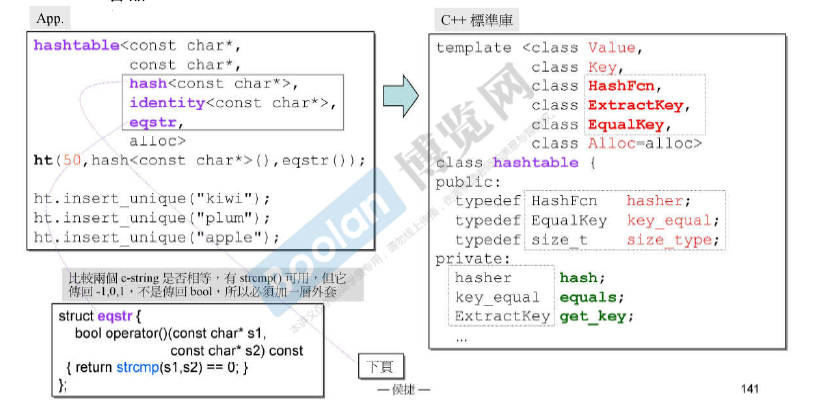 App.
hashtable<const char*,
const char*,
hash<const char*>,
identity<const char*>,
eqstr,
alloc>
ht(50,hash<const char*>(),eqstr());
ht.insert_unique("kiwi");
ht.insert_unique("plum");
ht.insert_unique("apple");
比較兩個 c-string 是否相等，有 strcmp() 可用，但它
傳回 -1,0,1，不是傳回 bool，所以必須加一層外套
struct eqstr {
bool operator()(const char* s1,
const char* s2) const
{ return strcmp(s1,s2) == 0; }
};
下頁
C++ 標準庫
template <class Value,
class Key,
class HashFcn,
class ExtractKey,
class EqualKey,
class Alloc=alloc>
class hashtable {
public:
typedef HashFcn hasher;
typedef EqualKey key_equal;
typedef size_t size_type;
private:
hasher hash;
key_equal equals;
ExtractKey get_key;
...
Boolan 博览网
— 侯捷 —
141